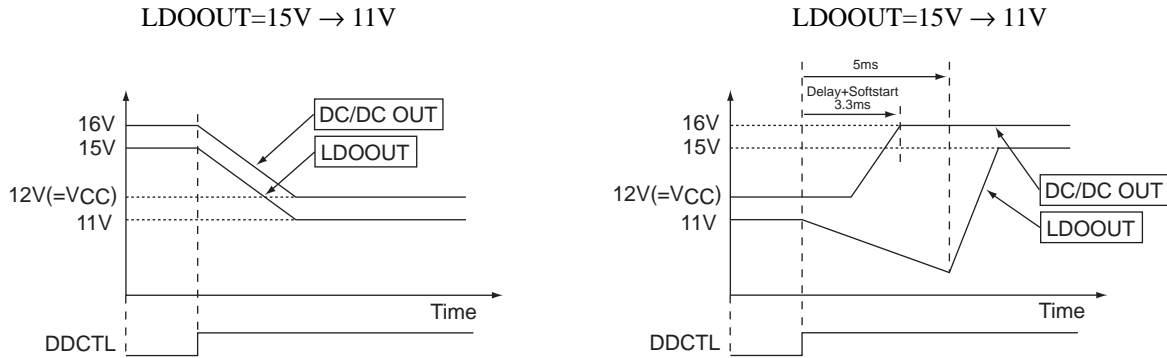 LDOOUT=15V → 11V
16V
15V
12V(=VCC)
11V
DC/DC OUT
LDOOUT
Time
DDCTL
LDOOUT=15V → 11V
5ms
Delay+Softstart
3.3ms
16V
15V
12V(=VCC)
11V
DC/DC OUT
LDOOUT
Time
DDCTL